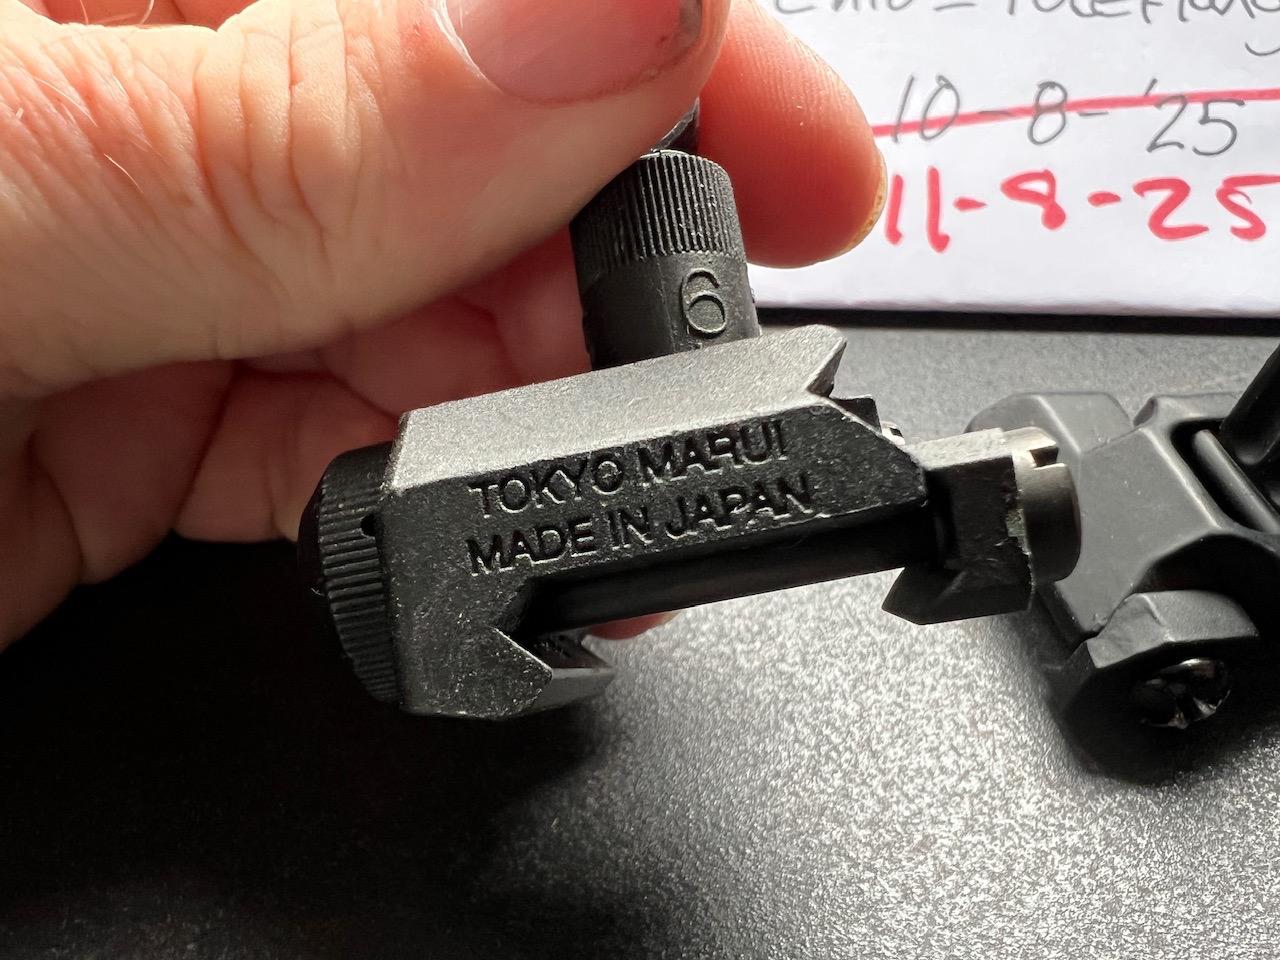 10-8-'25
11-8-25
6
TOKYO MARUI
MADE IN JAPAN